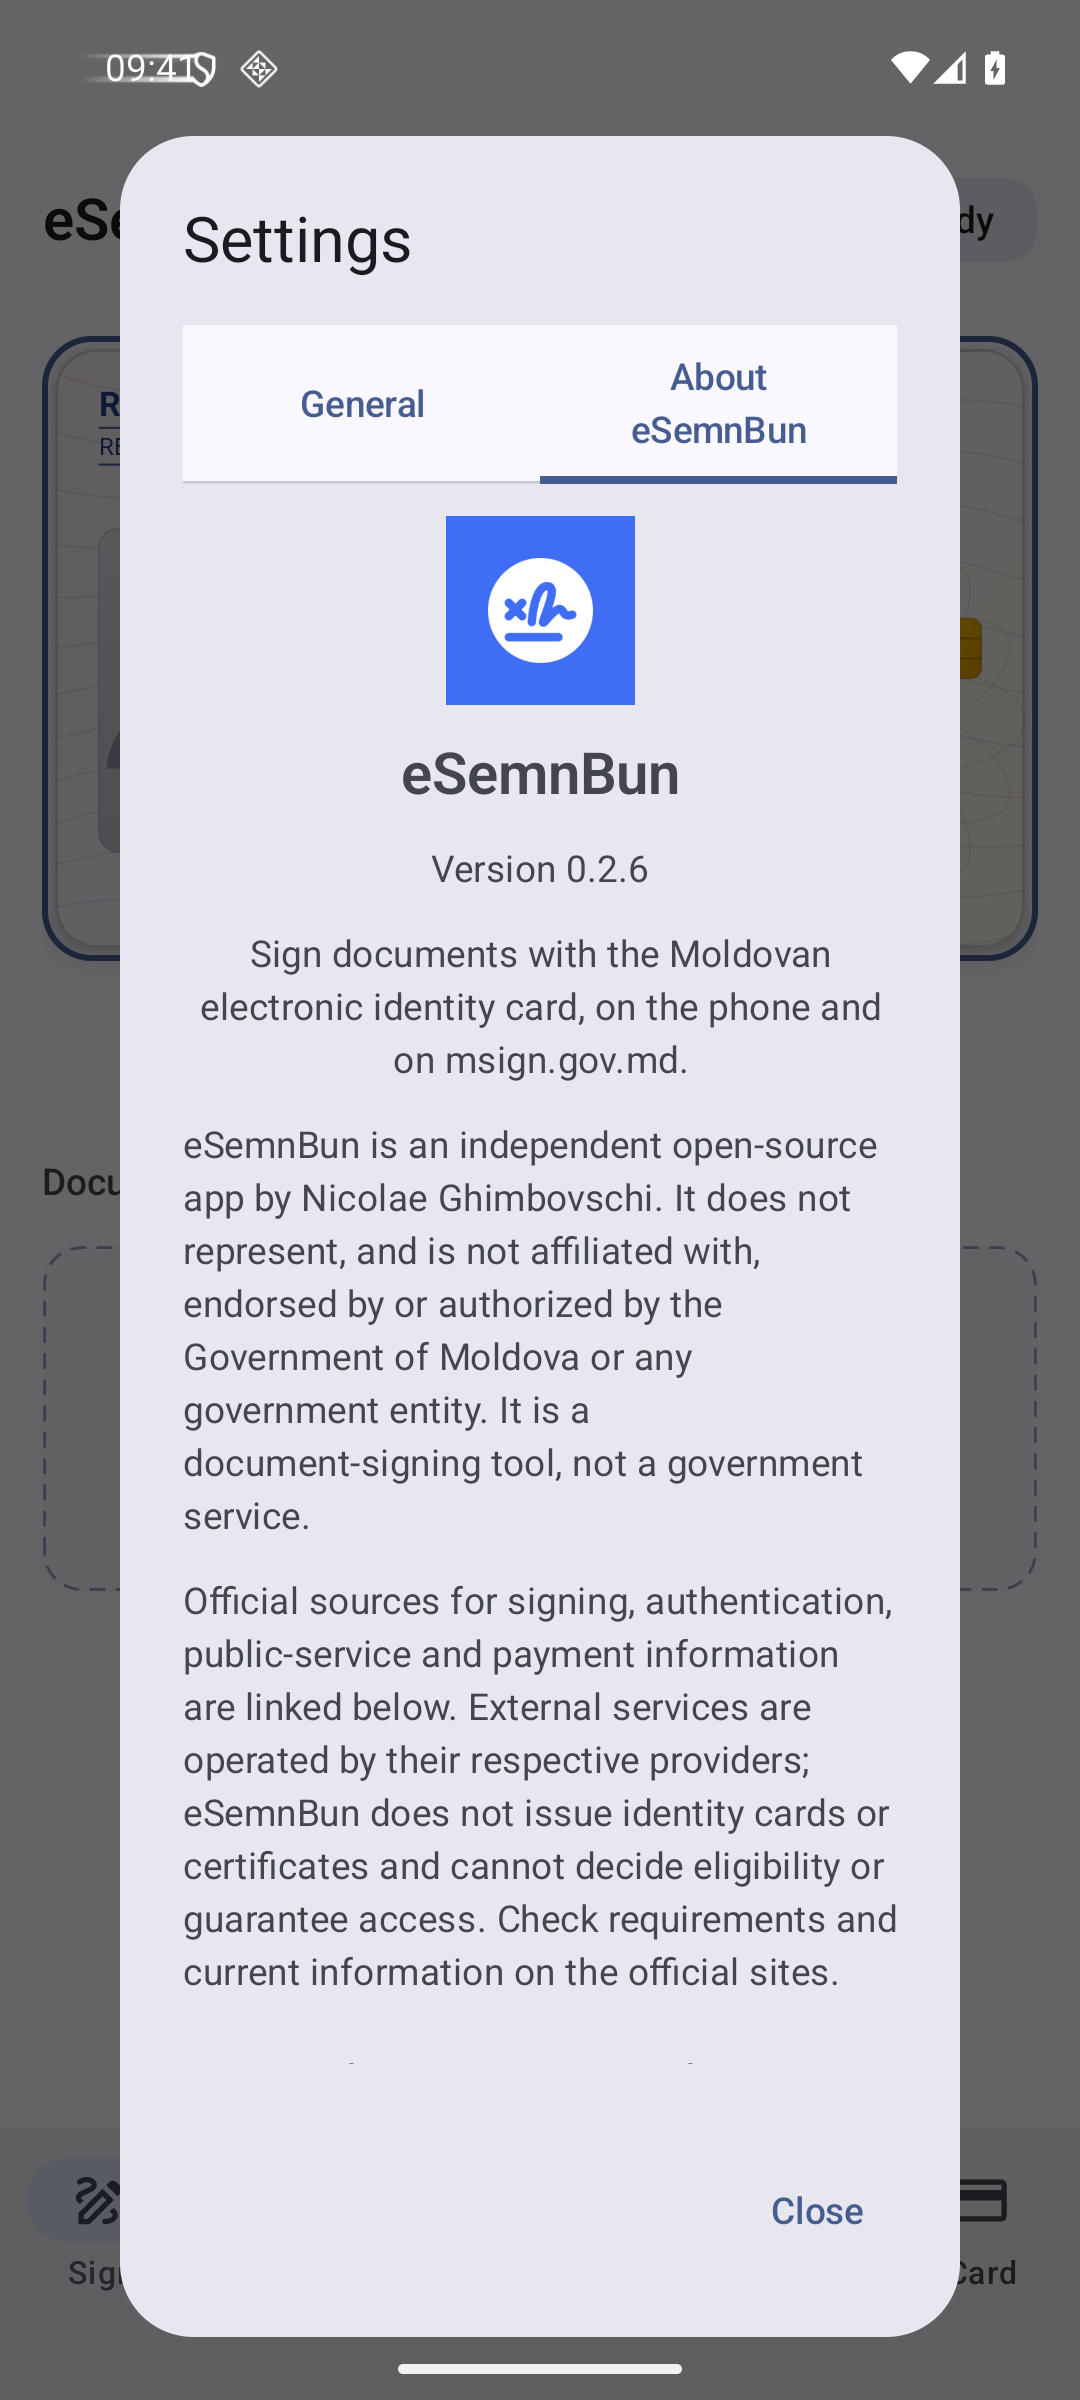 09:41
Settings
General
About
eSemnBun
eSemnBun
Version 0.2.6
Sign documents with the Moldovan
electronic identity card, on the phone and
on msign.gov.md.
eSemnBun is an independent open-source
app by Nicolae Ghimbovschi. It does not
represent, and is not affiliated with,
endorsed by or authorized by the
Government of Moldova or any
government entity. It is a
document-signing tool, not a government
service.
Official sources for signing, authentication,
public-service and payment information
are linked below. External services are
operated by their respective providers;
eSemnBun does not issue identity cards or
certificates and cannot decide eligibility or
guarantee access. Check requirements and
current information on the official sites.
Close
Card